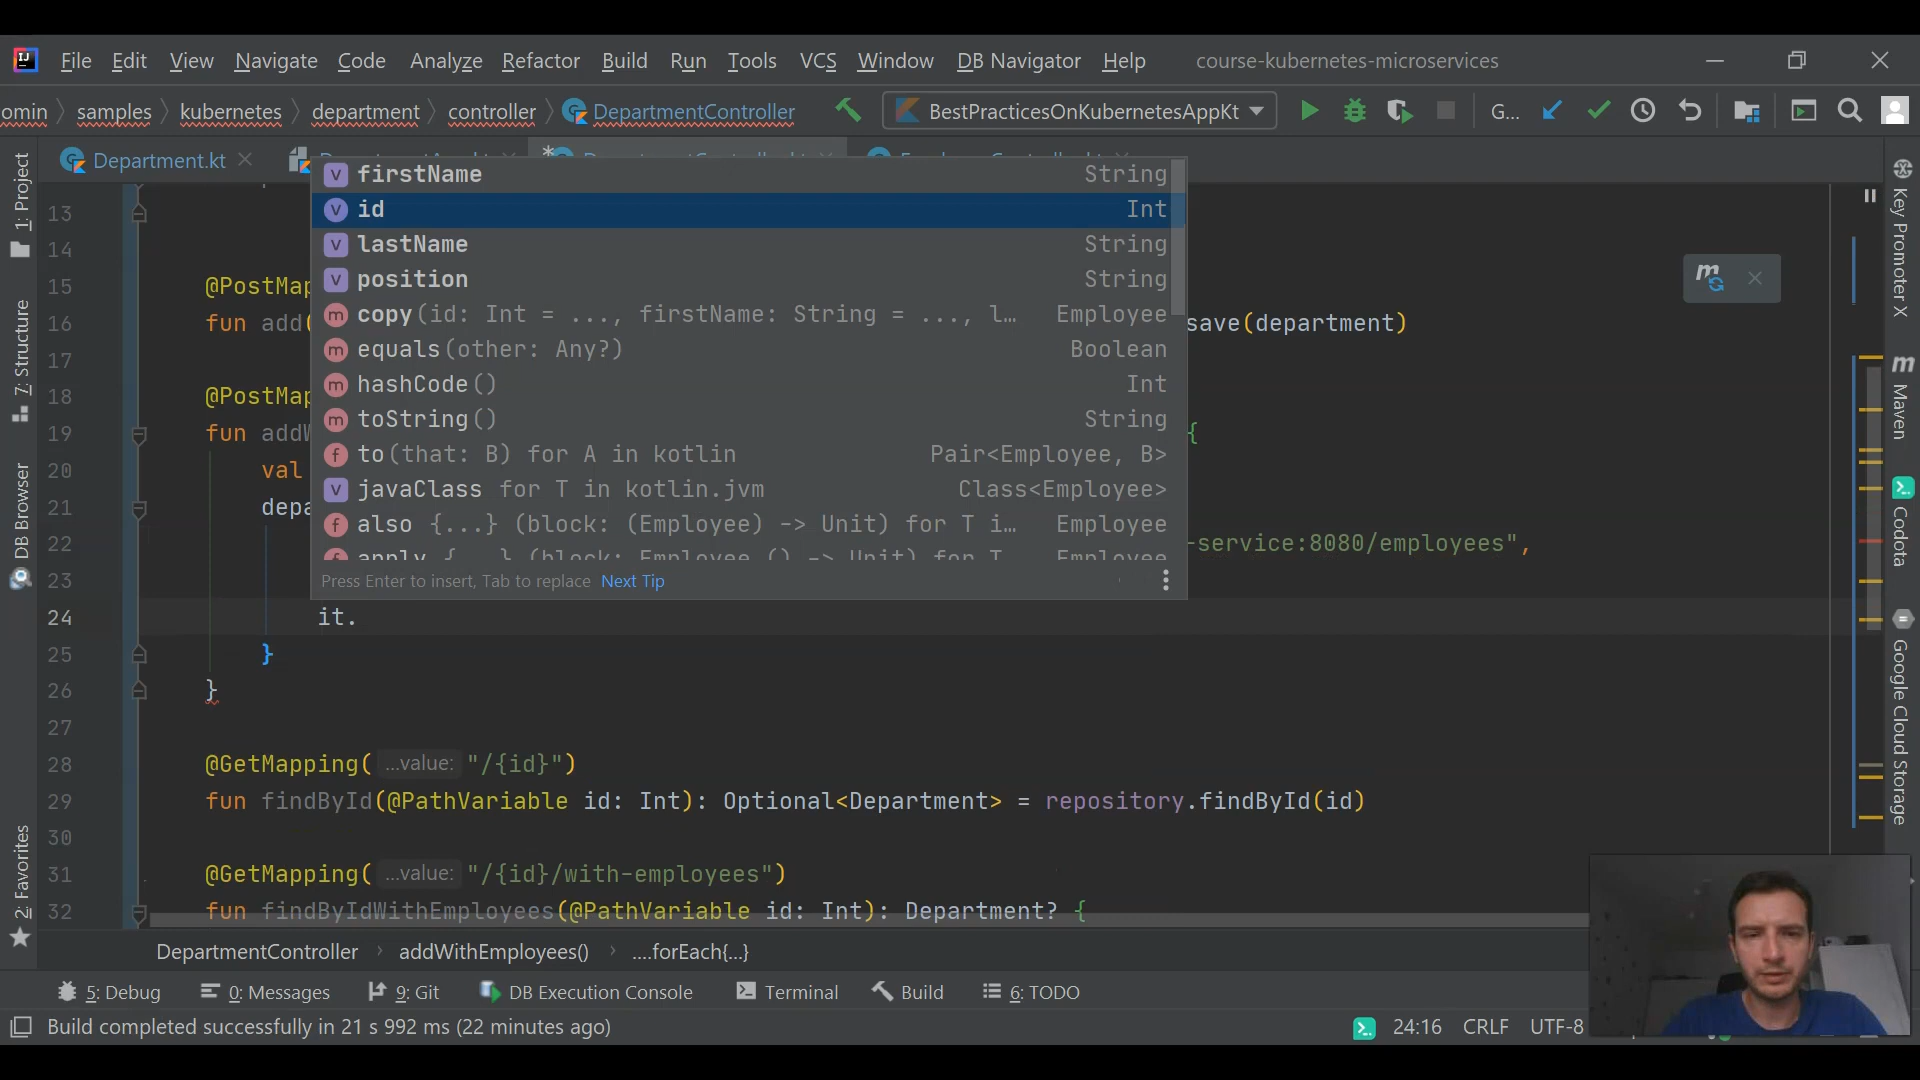 File Edit View Navigate Code Analyze Refactor Build Run Tools VCS Window DB Navigator Help course-kubernetes-microservices
omin samples kubernetes department controller DepartmentController BestPracticesOnKubernetesAppKt G...
Department.kt
firstName String
id Int
lastName String
position String
copy(id: Int = ..., firstName: String = ..., l... Employee
equals(other: Any?) Boolean
hashCode() Int
toString() String
to(that: B) for A in kotlin Pair<Employee, B>
javaClass for T in kotlin.jvm Class<Employee>
also {...} (block: (Employee) -> Unit) for T i... Employee
apply {...} (block: Employee.() -> Unit) for T Employee
Press Enter to insert, Tab to replace Next Tip
13
14
15 @PostMap
16 fun add( save(department)
17
18 @PostMap
19 fun addW {
20 val
21 depa
22 -service:8080/employees",
23
24 it.
25 }
26 }
27
28 @GetMapping( ...value: "/{id}")
29 fun findById(@PathVariable id: Int): Optional<Department> = repository.findById(id)
30
31 @GetMapping( ...value: "/{id}/with-employees")
32 fun findByIdWithEmployees(@PathVariable id: Int): Department? {
1: Project
7: Structure
DB Browser
2: Favorites
Key Promoter X
m
Maven
Codota
Google Cloud Storage
DepartmentController addWithEmployees() ....forEach{...}
5: Debug 0: Messages 9: Git DB Execution Console Terminal Build 6: TODO
Build completed successfully in 21 s 992 ms (22 minutes ago) 24:16 CRLF UTF-8